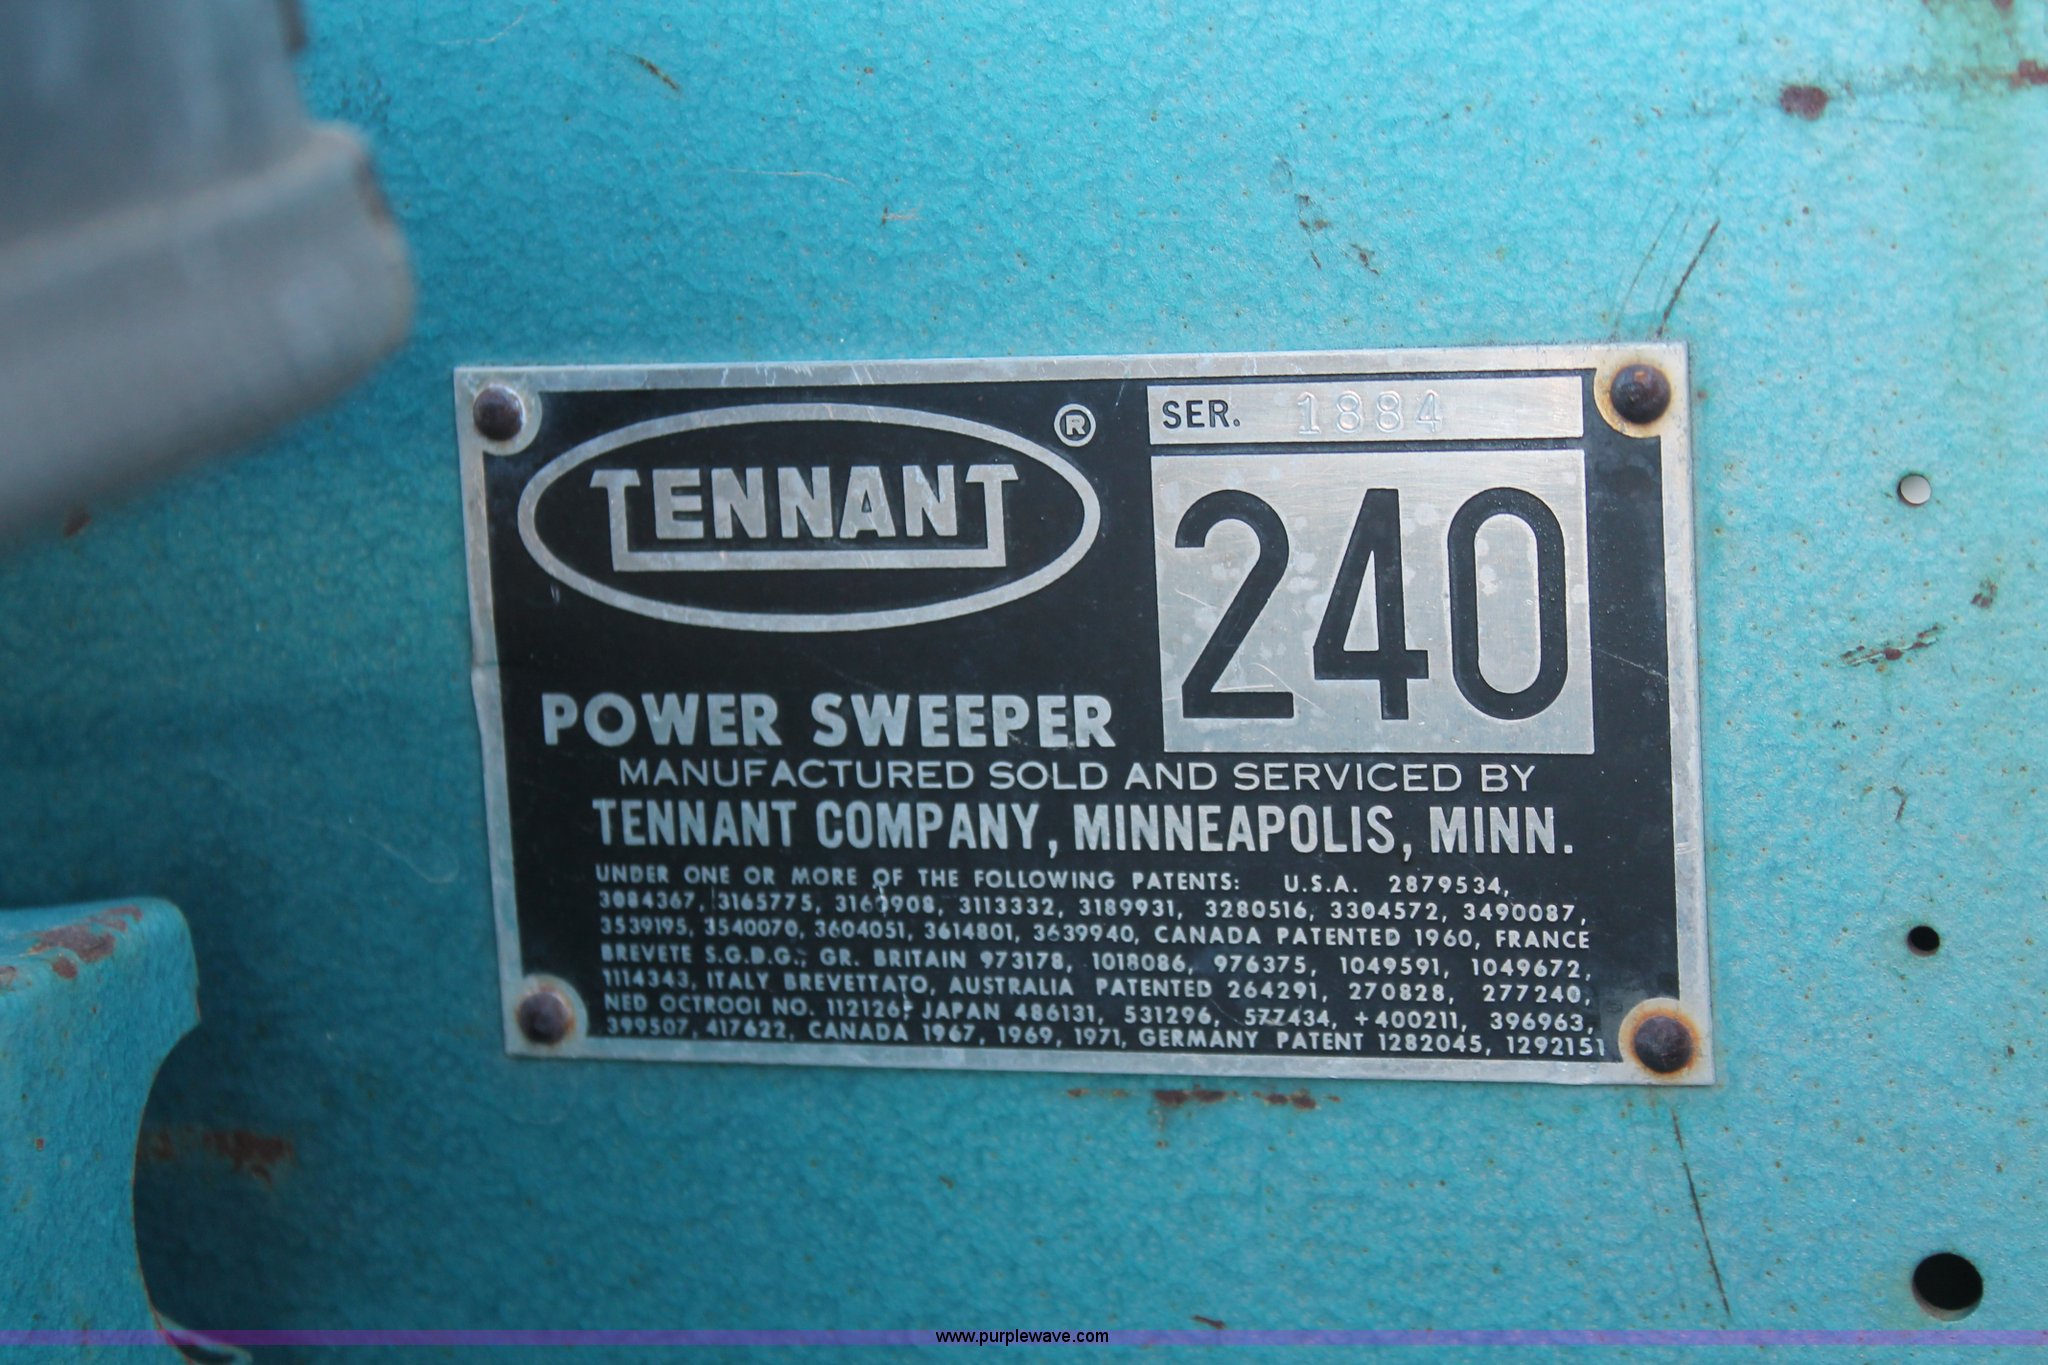 TENNANT ®
SER. 1884
240
POWER SWEEPER
MANUFACTURED SOLD AND SERVICED BY
TENNANT COMPANY, MINNEAPOLIS, MINN.
UNDER ONE OR MORE OF THE FOLLOWING PATENTS: U.S.A. 2879534,
3084367, 3165775, 3160908, 3113332, 3189931, 3280516, 3304572, 3490087,
3539195, 3540070, 3604051, 3614801, 3639940, CANADA PATENTED 1960, FRANCE
BREVETE S.G.D.G., GR. BRITAIN 973178, 1018086, 976375, 1049591, 1049672,
1114343, ITALY BREVETTATO, AUSTRALIA PATENTED 264291, 270828, 277240,
NED OCTROOI NO. 112126, JAPAN 486131, 531296, 577434, +400211, 396963,
399507, 417622, CANADA 1967, 1969, 1971, GERMANY PATENT 1282045, 1292151
www.purplewave.com